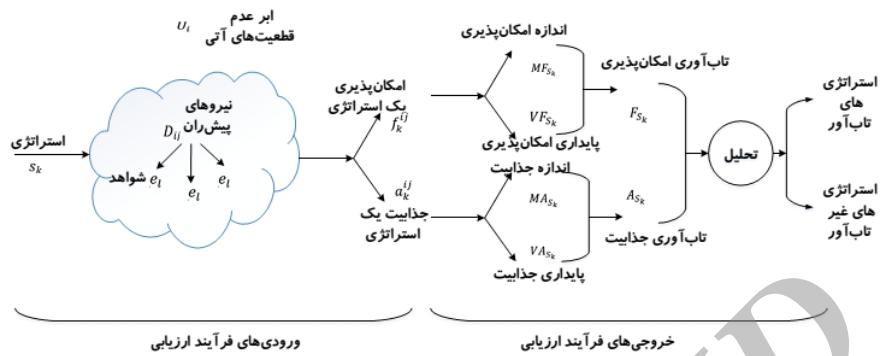 ابر عدم
قطعیت‌های آتی
U_i
استراتژی
s_k
نیروهای
پیش‌ران
D_{ij}
شواهد
e_l
e_l
e_l
امکان‌پذیری
یک استراتژی
f_k^{ij}
a_k^{ij}
جذابیت یک
استراتژی
اندازه امکان‌پذیری
MF_{S_k}
VF_{S_k}
پایداری امکان‌پذیری
اندازه جذابیت
MA_{S_k}
VA_{S_k}
پایداری جذابیت
تاب‌آوری امکان‌پذیری
F_{S_k}
A_{S_k}
تاب‌آوری جذابیت
تحلیل
استراتژی
های
تاب‌آور
استراتژی
های غیر
تاب‌آور
ورودی‌های فرآیند ارزیابی
خروجی‌های فرآیند ارزیابی